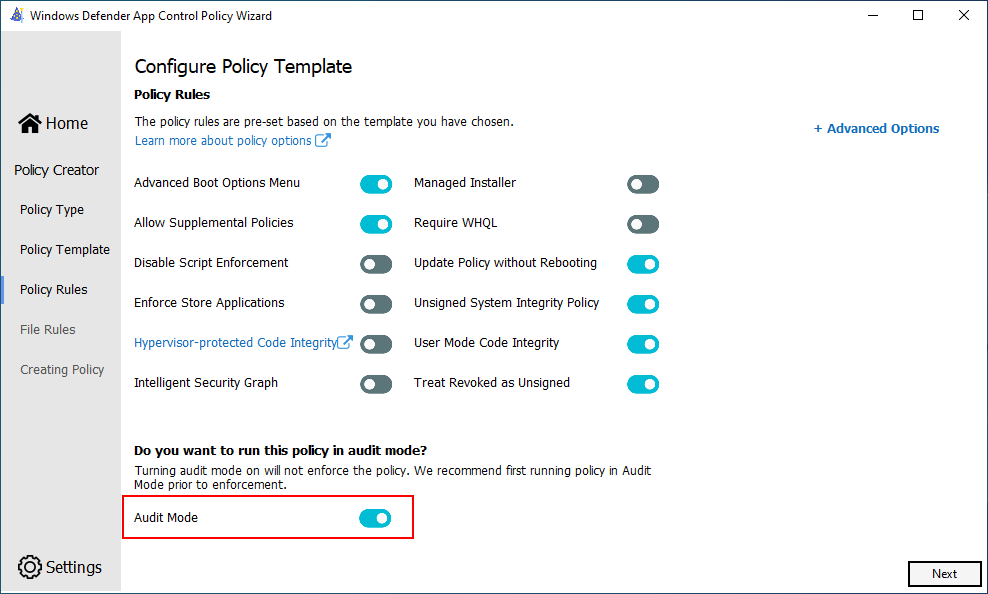 Windows Defender App Control Policy Wizard
Home
Policy Creator
Policy Type
Policy Template
Policy Rules
File Rules
Creating Policy
Settings
Configure Policy Template
Policy Rules
The policy rules are pre-set based on the template you have chosen.
Learn more about policy options
+ Advanced Options
Advanced Boot Options Menu
Managed Installer
Allow Supplemental Policies
Require WHQL
Disable Script Enforcement
Update Policy without Rebooting
Enforce Store Applications
Unsigned System Integrity Policy
Hypervisor-protected Code Integrity
User Mode Code Integrity
Intelligent Security Graph
Treat Revoked as Unsigned
Do you want to run this policy in audit mode?
Turning audit mode on will not enforce the policy. We recommend first running policy in Audit
Mode prior to enforcement.
Audit Mode
Next